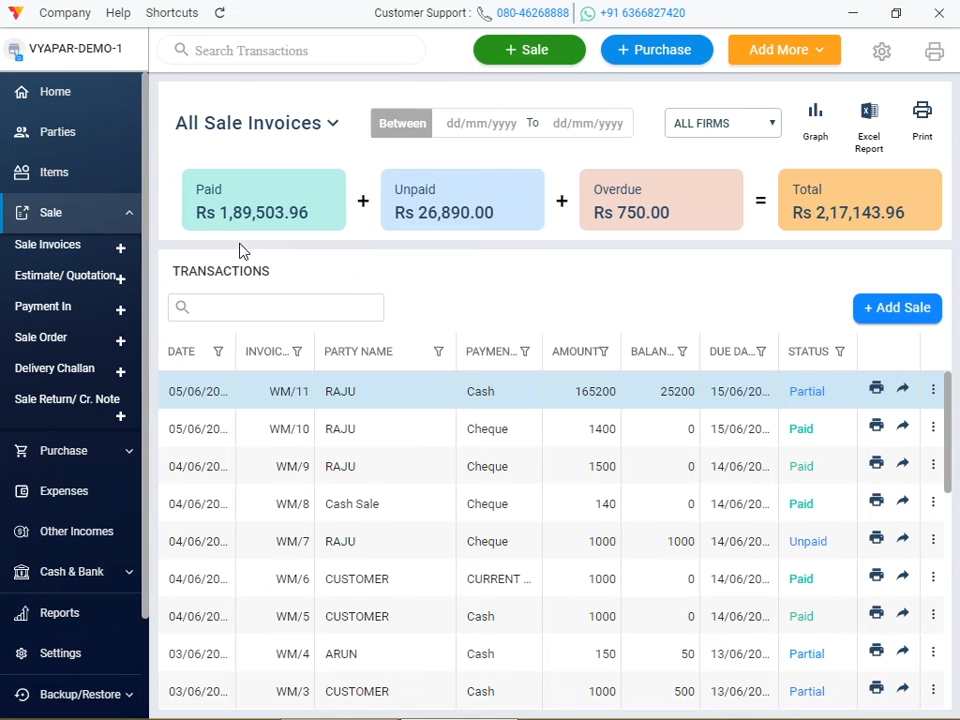 Company Help Shortcuts Customer Support : 080-46268888 +91 6366827420
VYAPAR-DEMO-1 Search Transactions + Sale + Purchase Add More
Home
Parties
Items
Sale
Sale Invoices +
Estimate/ Quotation +
Payment In +
Sale Order +
Delivery Challan +
Sale Return/ Cr. Note +
Purchase
Expenses
Other Incomes
Cash & Bank
Reports
Settings
Backup/Restore
All Sale Invoices Between dd/mm/yyyy To dd/mm/yyyy ALL FIRMS Graph Excel Report Print
Paid Unpaid Overdue Total
Rs 1,89,503.96 + Rs 26,890.00 + Rs 750.00 = Rs 2,17,143.96
TRANSACTIONS
+ Add Sale
DATE INVOIC... PARTY NAME PAYMEN... AMOUNT BALAN... DUE DA... STATUS
05/06/20... WM/11 RAJU Cash 165200 25200 15/06/20... Partial
05/06/20... WM/10 RAJU Cheque 1400 0 15/06/20... Paid
04/06/20... WM/9 RAJU Cheque 1500 0 14/06/20... Paid
04/06/20... WM/8 Cash Sale Cheque 140 0 14/06/20... Paid
04/06/20... WM/7 RAJU Cheque 1000 1000 14/06/20... Unpaid
04/06/20... WM/6 CUSTOMER CURRENT ... 1000 0 14/06/20... Paid
04/06/20... WM/5 CUSTOMER Cash 1000 0 14/06/20... Paid
03/06/20... WM/4 ARUN Cash 150 50 13/06/20... Partial
03/06/20... WM/3 CUSTOMER Cash 1000 500 13/06/20... Partial